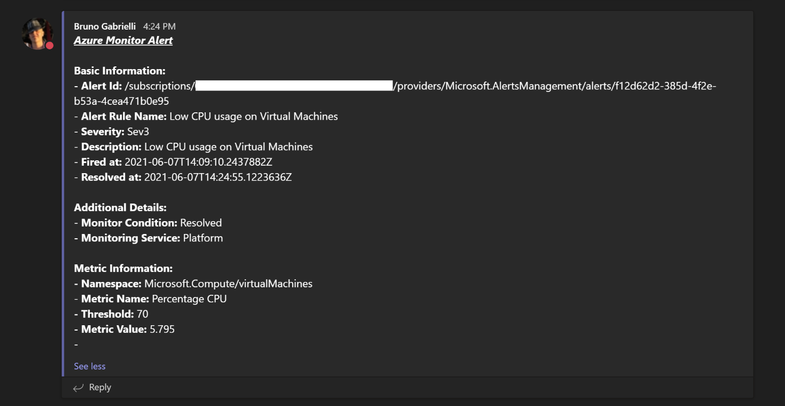 Bruno Gabrielli 4:24 PM
Azure Monitor Alert
Basic Information:
- Alert Id: /subscriptions/ /providers/Microsoft.AlertsManagement/alerts/f12d62d2-385d-4f2e-
b53a-4cea471b0e95
- Alert Rule Name: Low CPU usage on Virtual Machines
- Severity: Sev3
- Description: Low CPU usage on Virtual Machines
- Fired at: 2021-06-07T14:09:10.2437882Z
- Resolved at: 2021-06-07T14:24:55.1223636Z
Additional Details:
- Monitor Condition: Resolved
- Monitoring Service: Platform
Metric Information:
- Namespace: Microsoft.Compute/virtualMachines
- Metric Name: Percentage CPU
- Threshold: 70
- Metric Value: 5.795
-
See less
Reply